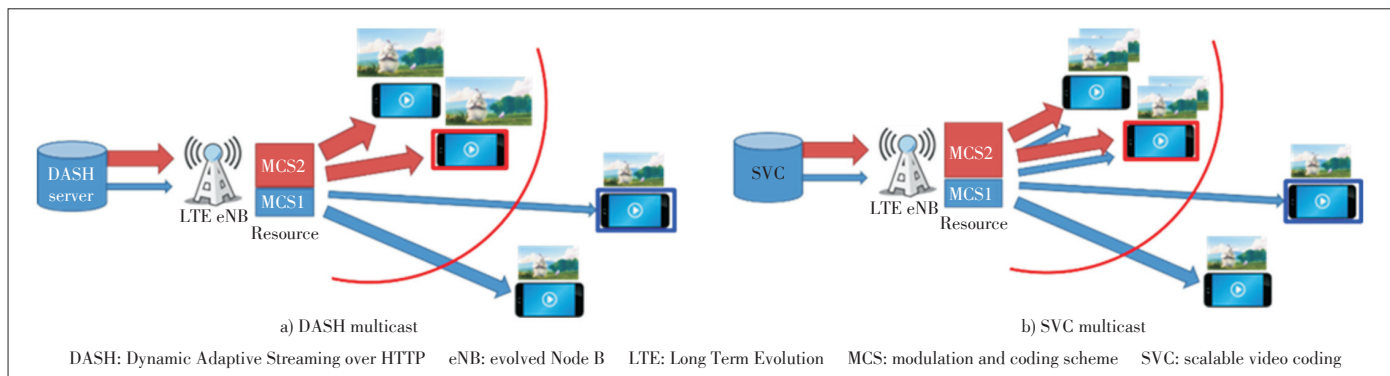 DASH
server
LTE eNB
MCS2
MCS1
Resource
a) DASH multicast
SVC
LTE eNB
MCS2
MCS1
Resource
b) SVC multicast
DASH: Dynamic Adaptive Streaming over HTTP eNB: evolved Node B LTE: Long Term Evolution MCS: modulation and coding scheme SVC: scalable video coding